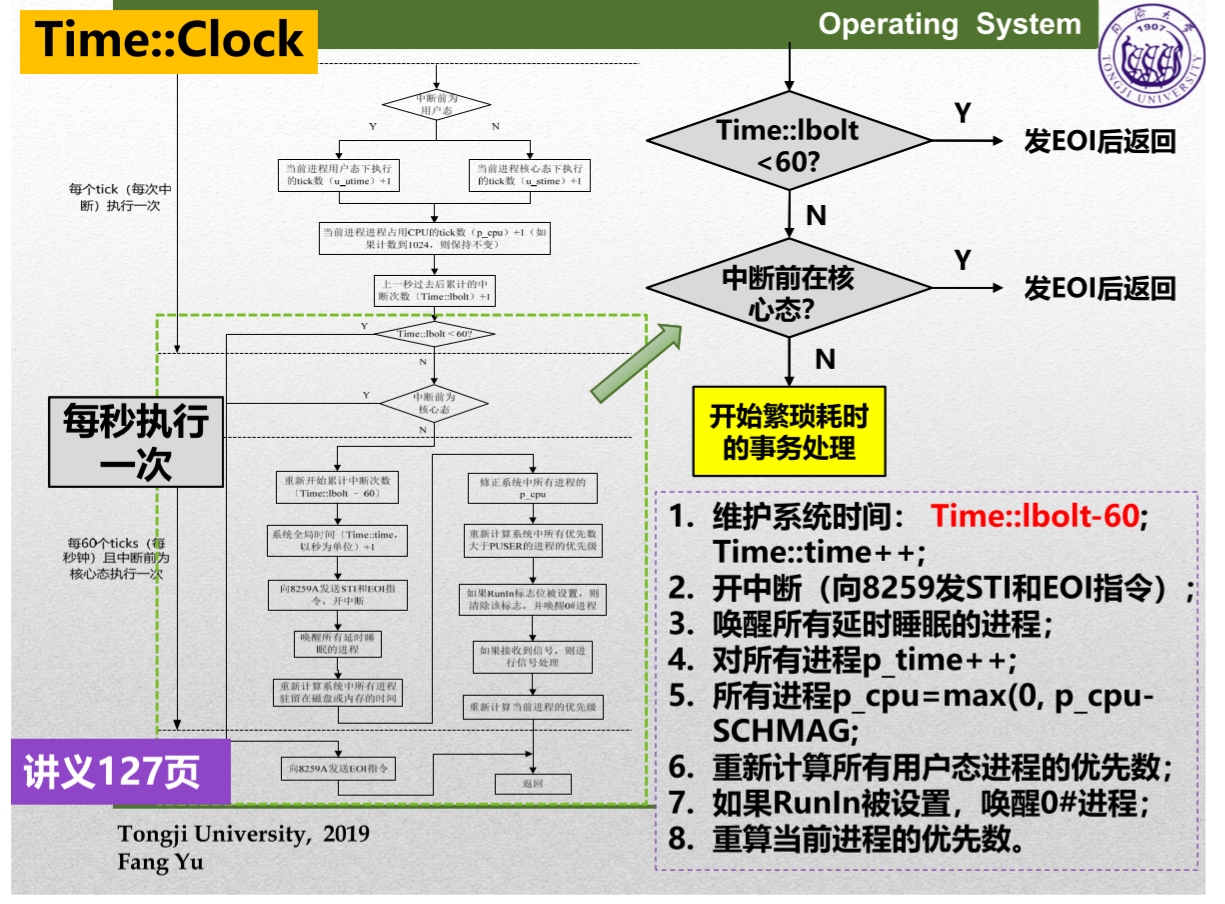 Time::Clock
Operating System
1907
TONGJI UNIVERSITY
中断前为
用户态
Y
N
当前进程用户态下执行
的tick数（u_utime）+1
当前进程核心态下执行
的tick数（u_stime）+1
每个tick（每次中
断）执行一次
当前进程进程占用CPU的tick数（p_cpu）+1（如
果计数到1024，则保持不变）
上一秒过去后累计的中
断次数（Time::lbolt）+1
Y
Time::lbolt < 60?
N
Y
中断前为
核心态
N
每秒执行
一次
重新开始累计中断次数
（Time::lbolt - 60）
系统全局时间（Time::time，
以秒为单位）+1
向8259A发送STI和EOI指
令，开中断
唤醒所有延时睡
眠的进程
重新计算系统中所有进程
驻留在磁盘或内存的时间
修正系统中所有进程的
p_cpu
重新计算系统中所有优先数
大于PUSER的进程的优先级
如果RunIn标志位被设置，则
清除该标志，并唤醒0#进程
如果接收到信号，则进
行信号处理
重新计算当前进程的优先级
每60个ticks（每
秒钟）且中断前为
核心态执行一次
向8259A发送EOI指令
返回
讲义127页
Time::lbolt
<60?
Y
发EOI后返回
N
中断前在核
心态?
Y
发EOI后返回
N
开始繁琐耗时
的事务处理
1. 维护系统时间： Time::lbolt-60;
Time::time++;
2. 开中断（向8259发STI和EOI指令）;
3. 唤醒所有延时睡眠的进程;
4. 对所有进程p_time++;
5. 所有进程p_cpu=max(0, p_cpu-
SCHMAG;
6. 重新计算所有用户态进程的优先数;
7. 如果RunIn被设置，唤醒0#进程;
8. 重算当前进程的优先数。
Tongji University, 2019
Fang Yu